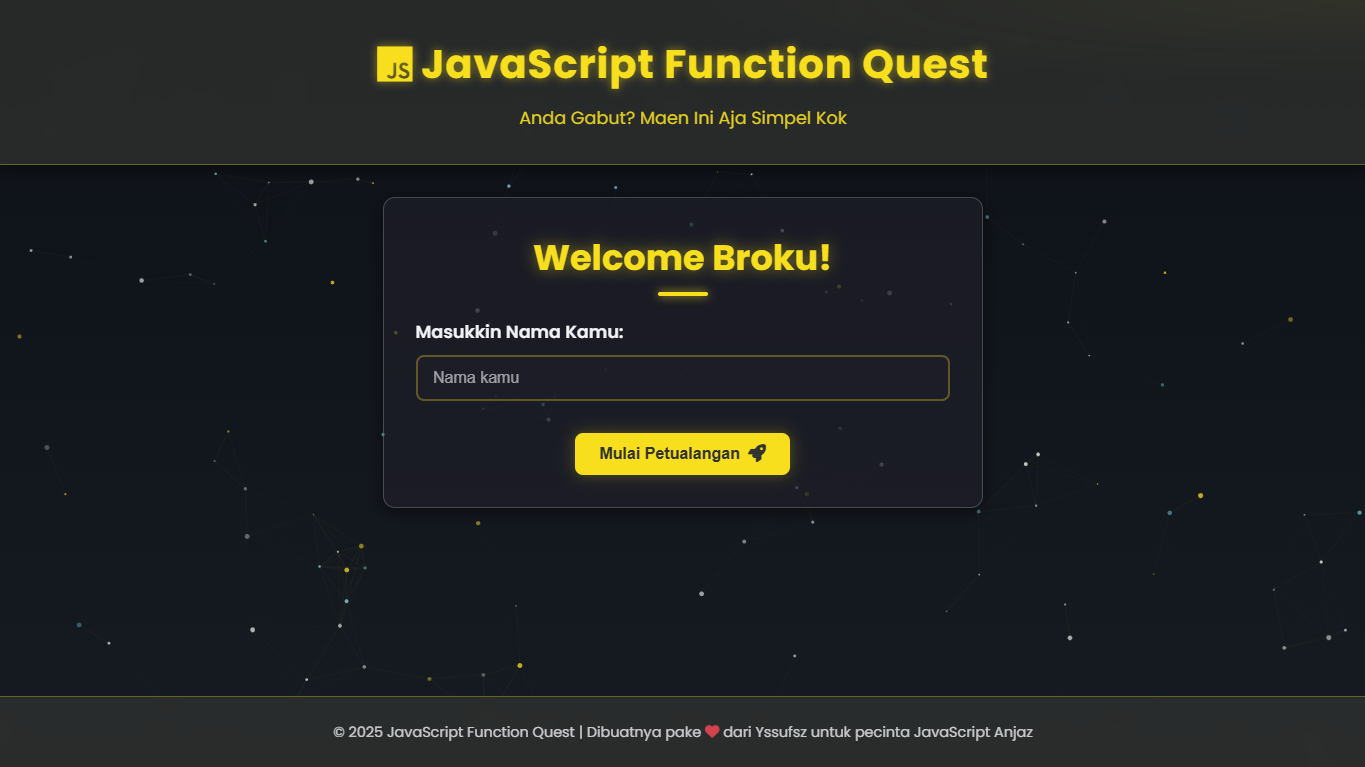 JS JavaScript Function Quest
Anda Gabut? Maen Ini Aja Simpel Kok
Welcome Broku!
Masukkin Nama Kamu:
Nama kamu
Mulai Petualangan
© 2025 JavaScript Function Quest | Dibuatnya pake ❤️ dari Yssufsz untuk pecinta JavaScript Anjaz